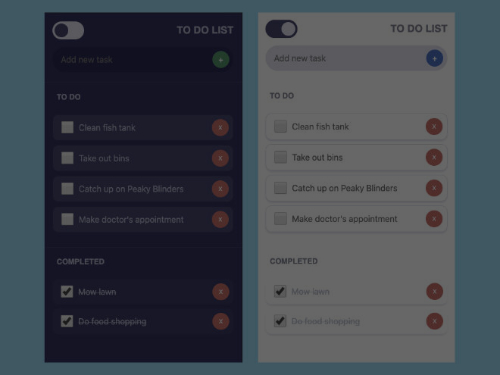 TO DO LIST
Add new task
+
TO DO
Clean fish tank
x
Take out bins
x
Catch up on Peaky Blinders
x
Make doctor's appointment
x
COMPLETED
Mow lawn
x
Do food shopping
x
TO DO LIST
Add new task
+
TO DO
Clean fish tank
x
Take out bins
x
Catch up on Peaky Blinders
x
Make doctor's appointment
x
COMPLETED
Mow lawn
x
Do food shopping
x